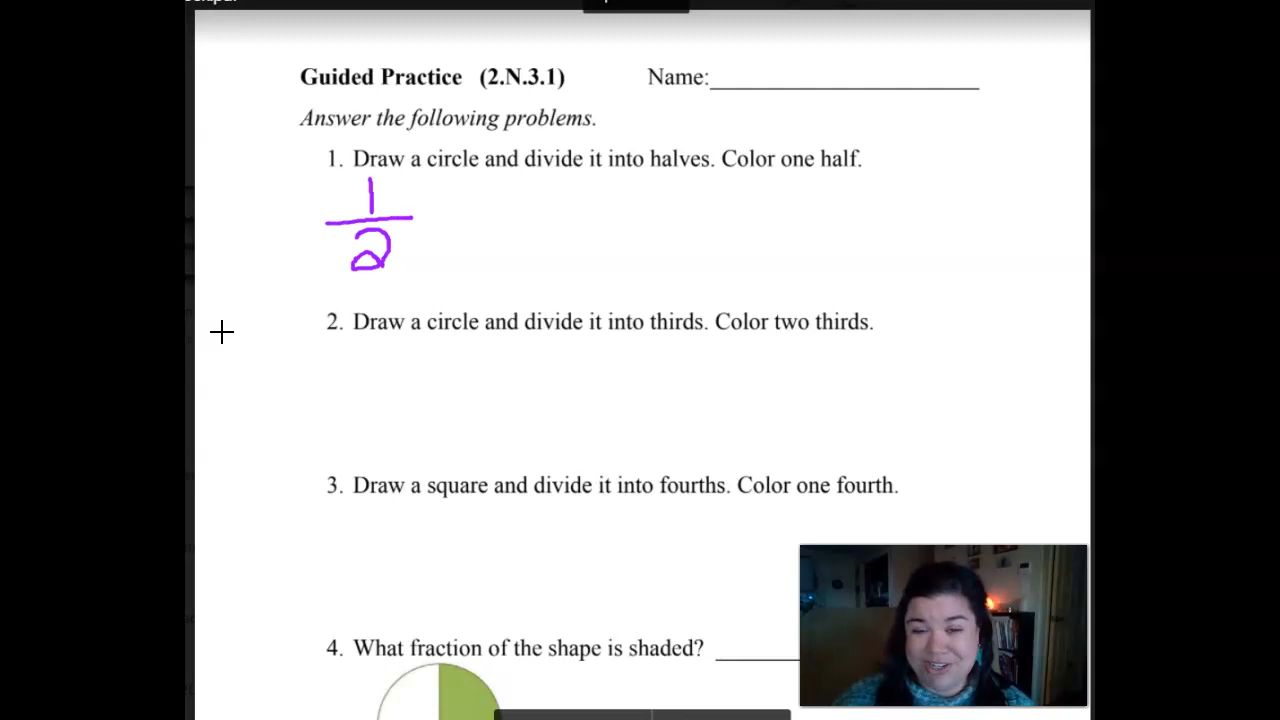 Guided Practice (2.N.3.1) Name:
Answer the following problems.
1. Draw a circle and divide it into halves. Color one half.
1
2
2. Draw a circle and divide it into thirds. Color two thirds.
3. Draw a square and divide it into fourths. Color one fourth.
4. What fraction of the shape is shaded?